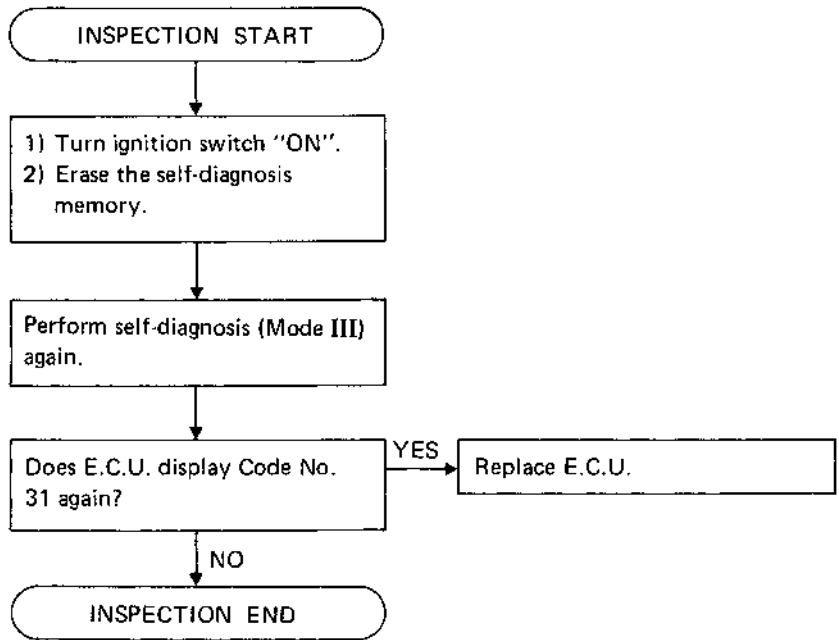 INSPECTION START
1) Turn ignition switch "ON".
2) Erase the self-diagnosis
memory.
Perform self-diagnosis (Mode III)
again.
Does E.C.U. display Code No.
31 again?
YES
Replace E.C.U.
NO
INSPECTION END